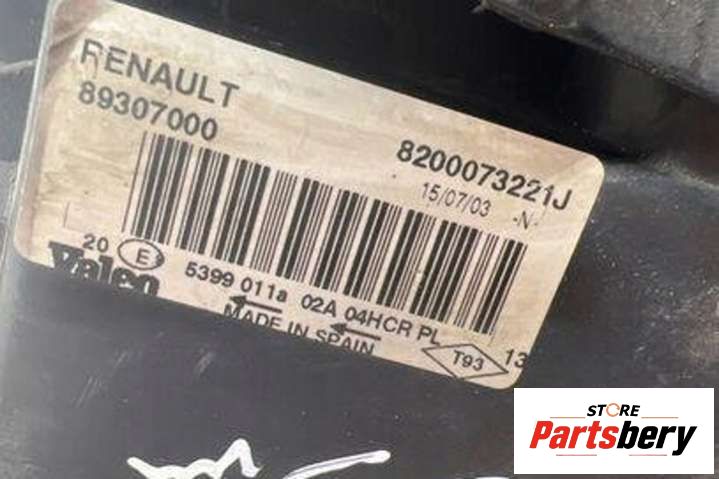 RENAULT
89307000
8200073221J
15/07/03 -N-
20 E
Valeo
5399 011a 02A 04HCR PL
MADE IN SPAIN
T93 13
STORE
Partsbery